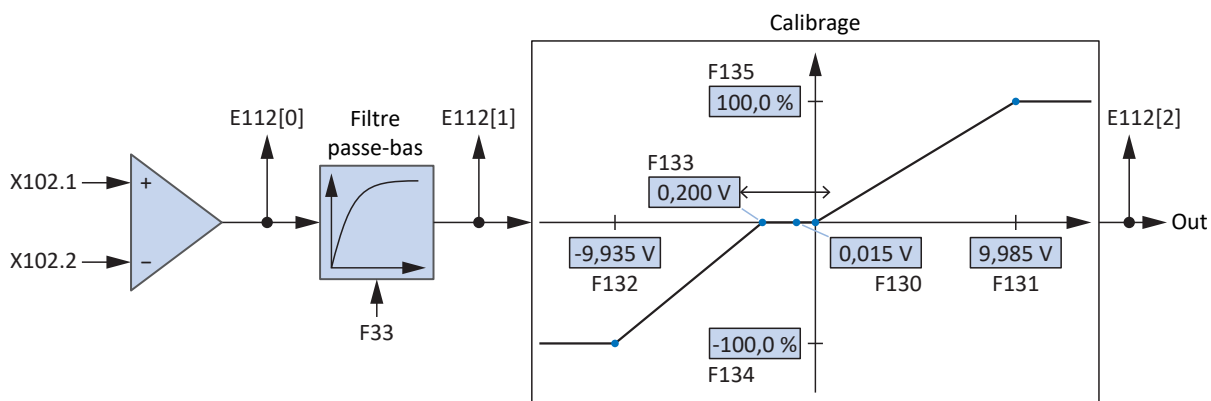 Calibrage
F135
100,0 %
E112[0]
Filtre
passe-bas
E112[1]
E112[2]
X102.1
+
F133
0,200 V
Out
X102.2
−
-9,935 V
F132
0,015 V
F130
9,985 V
F131
F33
-100,0 %
F134